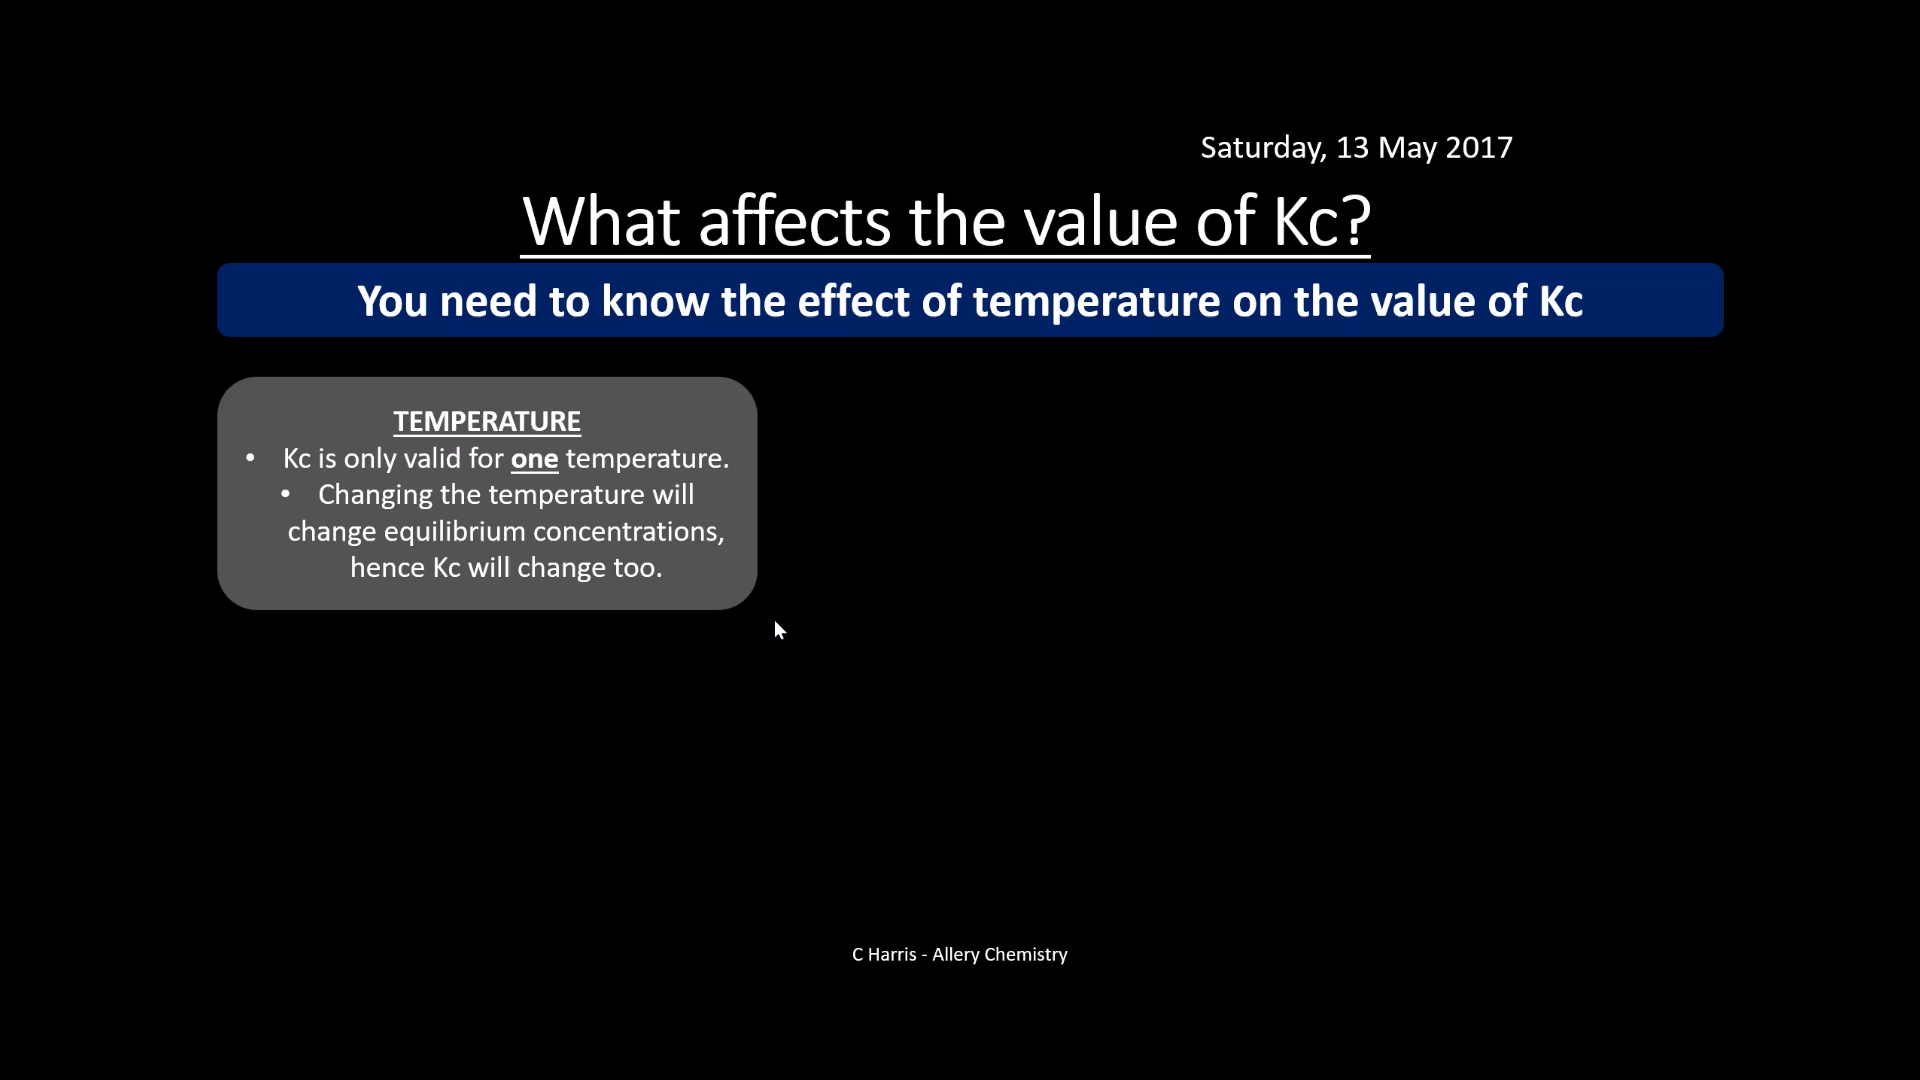 Saturday, 13 May 2017
What affects the value of Kc?
You need to know the effect of temperature on the value of Kc
TEMPERATURE
• Kc is only valid for one temperature.
• Changing the temperature will
change equilibrium concentrations,
hence Kc will change too.
C Harris - Allery Chemistry